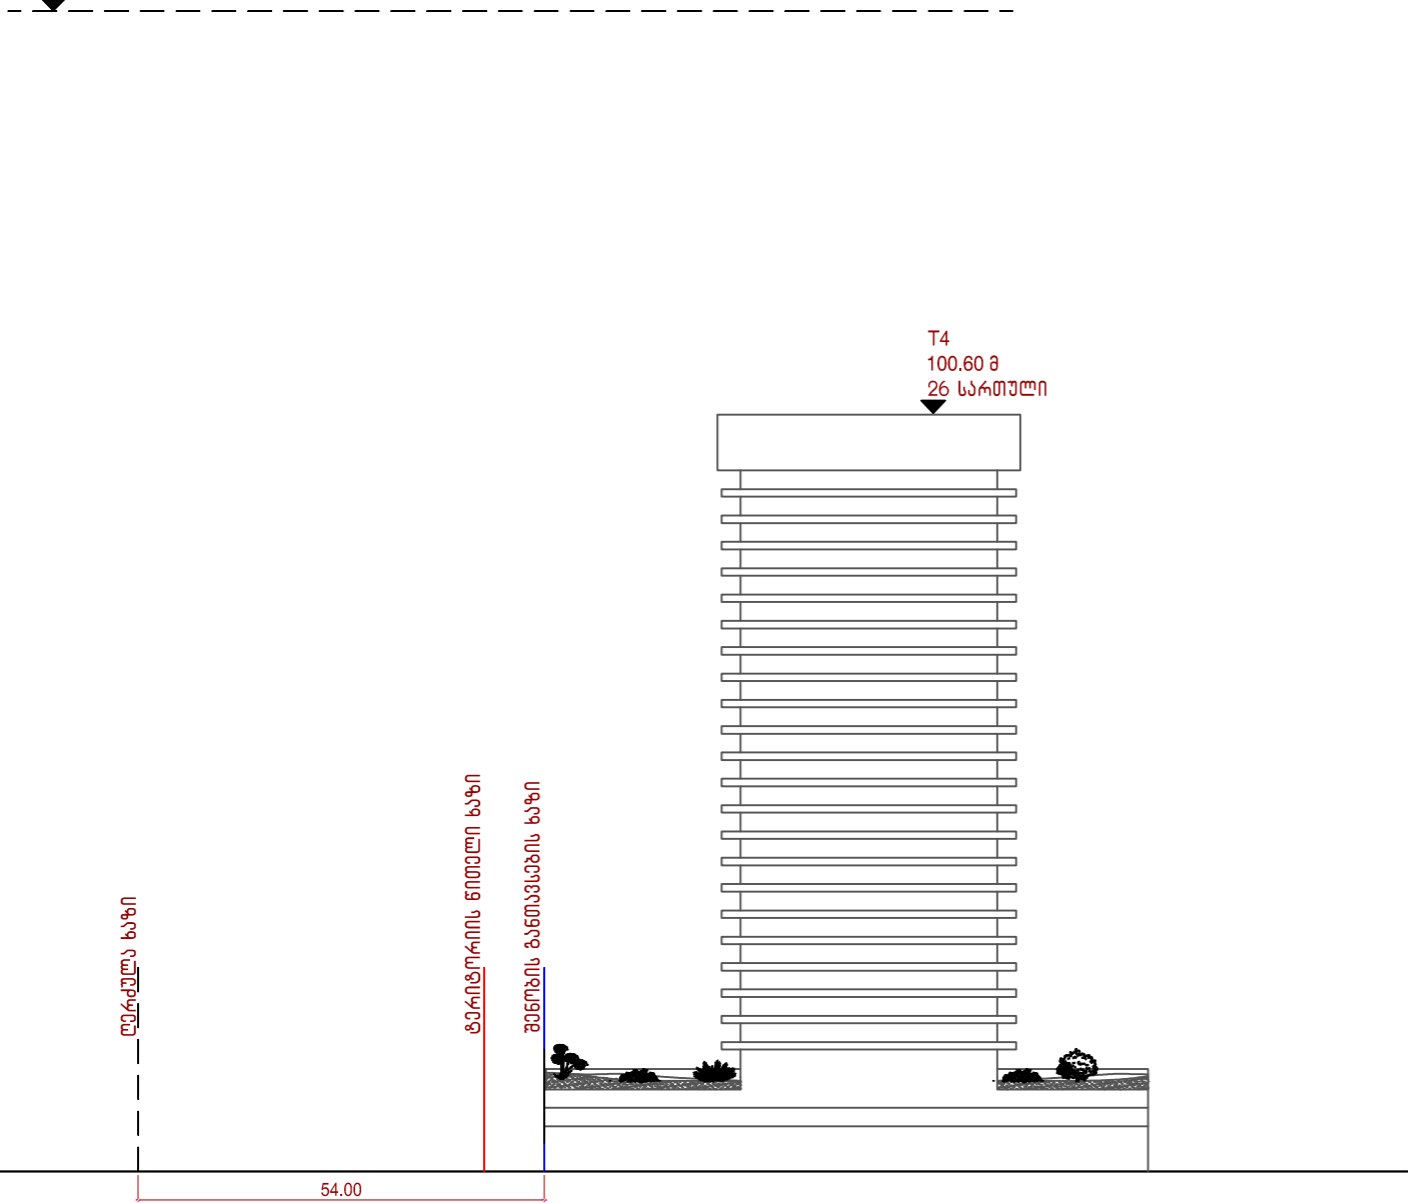 T4
100.60 მ
26 სართული
ტერიტორიის წითელი ხაზი
შენობის განთავსების ხაზი
ღერძულა ხაზი
54.00